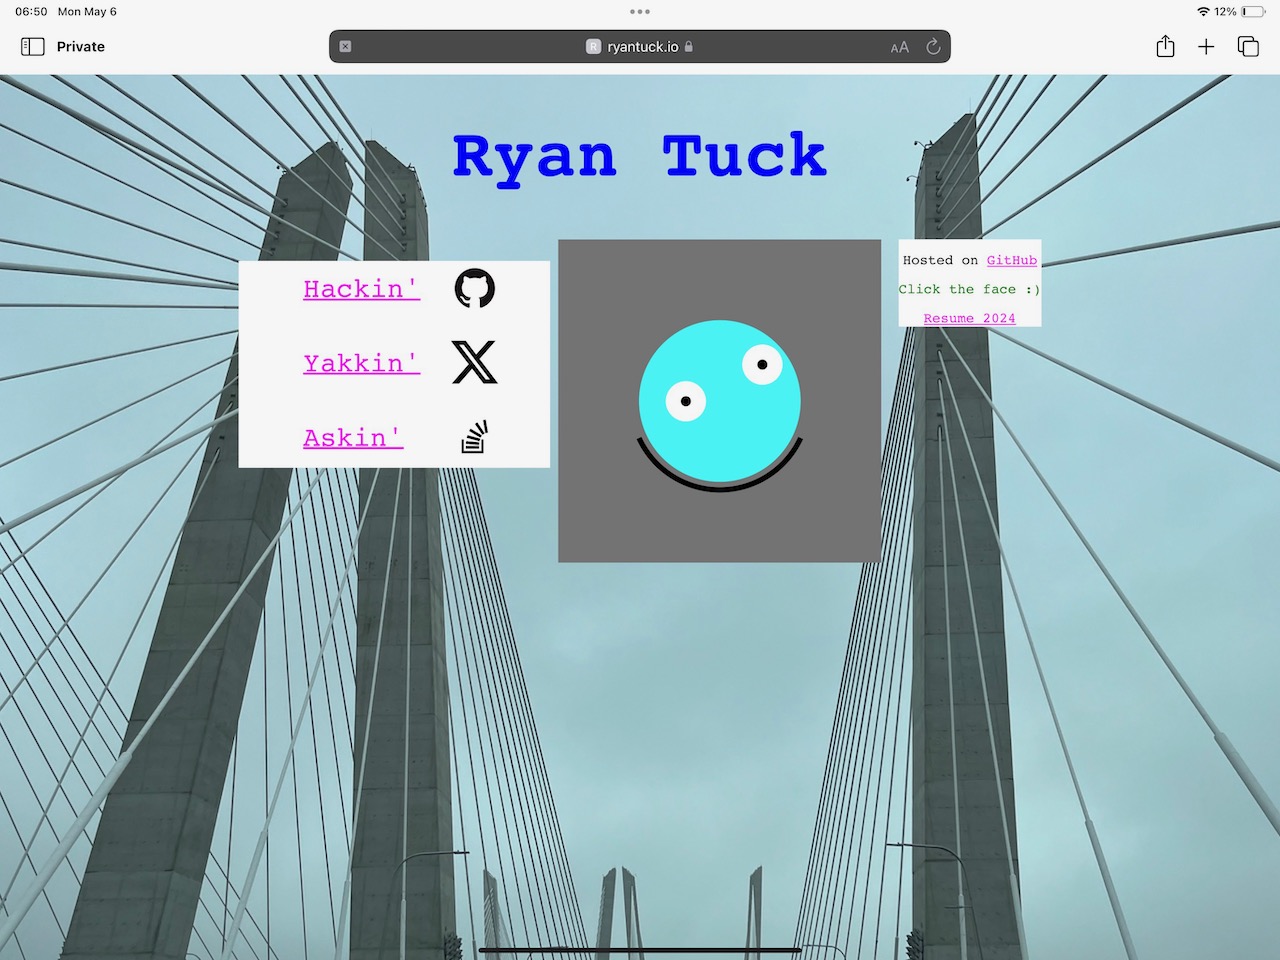 06:50 Mon May 6
12%
Private
R ryantuck.io
AA
Ryan Tuck
Hackin'
Yakkin'
Askin'
Hosted on GitHub
Click the face :)
Resume 2024